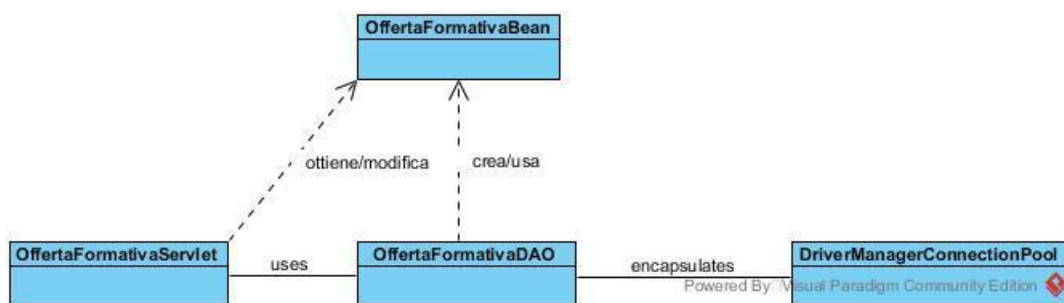 OffertaFormativaBean
ottiene/modifica
crea/usa
OffertaFormativaServlet
uses
OffertaFormativaDAO
encapsulates
DriverManagerConnectionPool
Powered By Visual Paradigm Community Edition